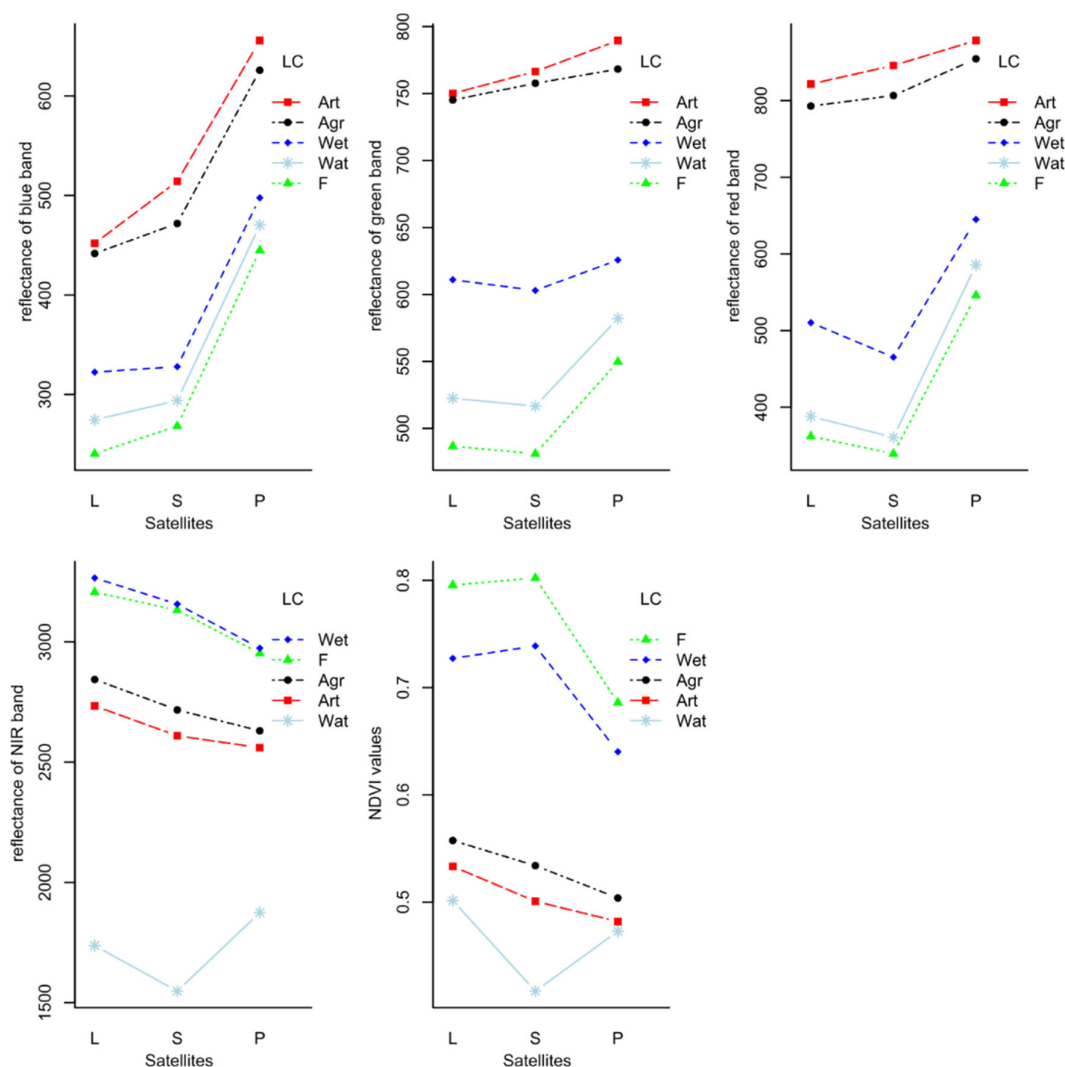 reflectance of blue band
300
400
500
600
L
S
P
Satellites
LC
Art
Agr
Wet
Wat
F
reflectance of green band
500
550
600
650
700
750
800
L
S
P
Satellites
LC
Art
Agr
Wet
Wat
F
reflectance of red band
400
500
600
700
800
L
S
P
Satellites
LC
Art
Agr
Wet
Wat
F
reflectance of NIR band
1500
2000
2500
3000
L
S
P
Satellites
LC
Wet
F
Agr
Art
Wat
NDVI values
0.5
0.6
0.7
0.8
L
S
P
Satellites
LC
F
Wet
Agr
Art
Wat